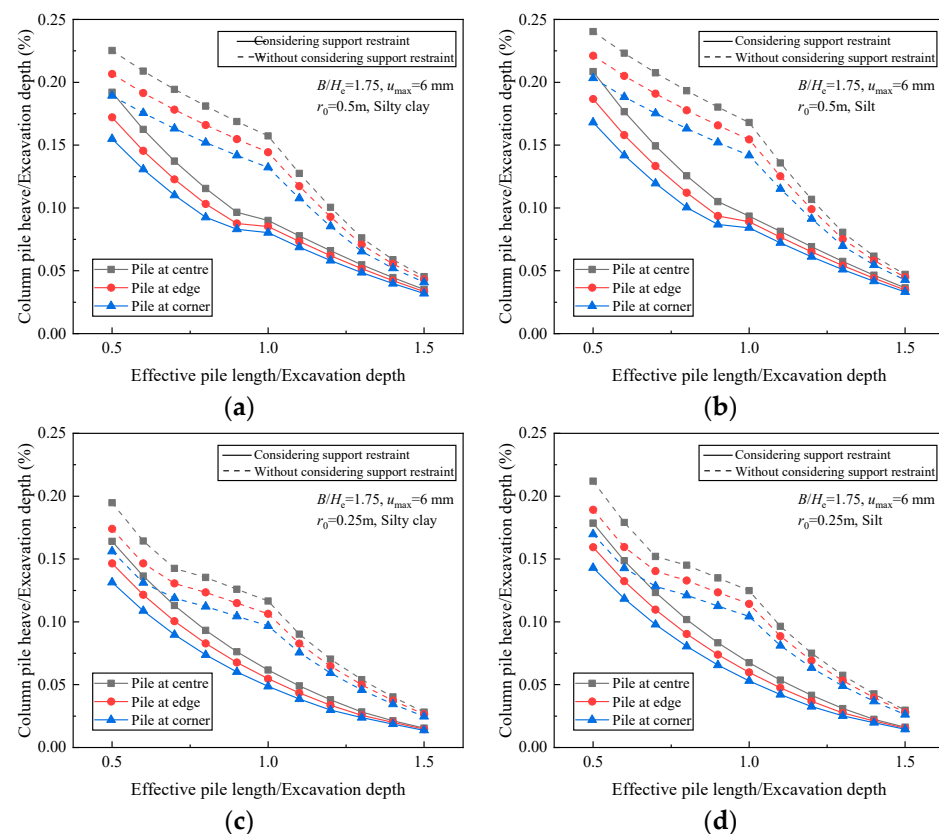 0.25
0.20
0.15
0.10
0.05
0.00
Column pile heave/Excavation depth (%)
Considering support restraint
Without considering support restraint
B/He=1.75, umax=6 mm
r0=0.5m, Silty clay
Pile at centre
Pile at edge
Pile at corner
0.5 1.0 1.5
Effective pile length/Excavation depth
(a)
0.25
0.20
0.15
0.10
0.05
0.00
Column pile heave/Excavation depth (%)
Considering support restraint
Without considering support restraint
B/He=1.75, umax=6 mm
r0=0.5m, Silt
Pile at centre
Pile at edge
Pile at corner
0.5 1.0 1.5
Effective pile length/Excavation depth
(b)
0.25
0.20
0.15
0.10
0.05
0.00
Column pile heave/Excavation depth (%)
Considering support restraint
Without considering support restraint
B/He=1.75, umax=6 mm
r0=0.25m, Silty clay
Pile at centre
Pile at edge
Pile at corner
0.5 1.0 1.5
Effective pile length/Excavation depth
(c)
0.25
0.20
0.15
0.10
0.05
0.00
Column pile heave/Excavation depth (%)
Considering support restraint
Without considering support restraint
B/He=1.75, umax=6 mm
r0=0.25m, Silt
Pile at centre
Pile at edge
Pile at corner
0.5 1.0 1.5
Effective pile length/Excavation depth
(d)